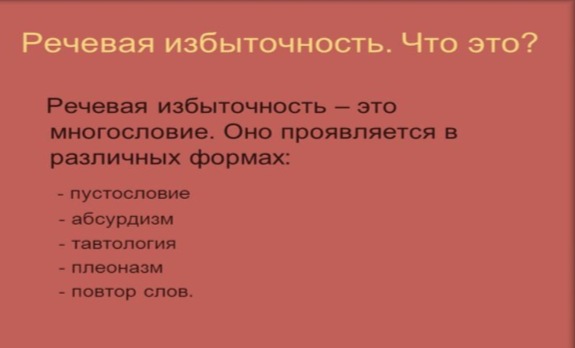 Речевая избыточность. Что это?
Речевая избыточность – это
многословие. Оно проявляется в
различных формах:
- пустословие
- абсурдизм
- тавтология
- плеоназм
- повтор слов.